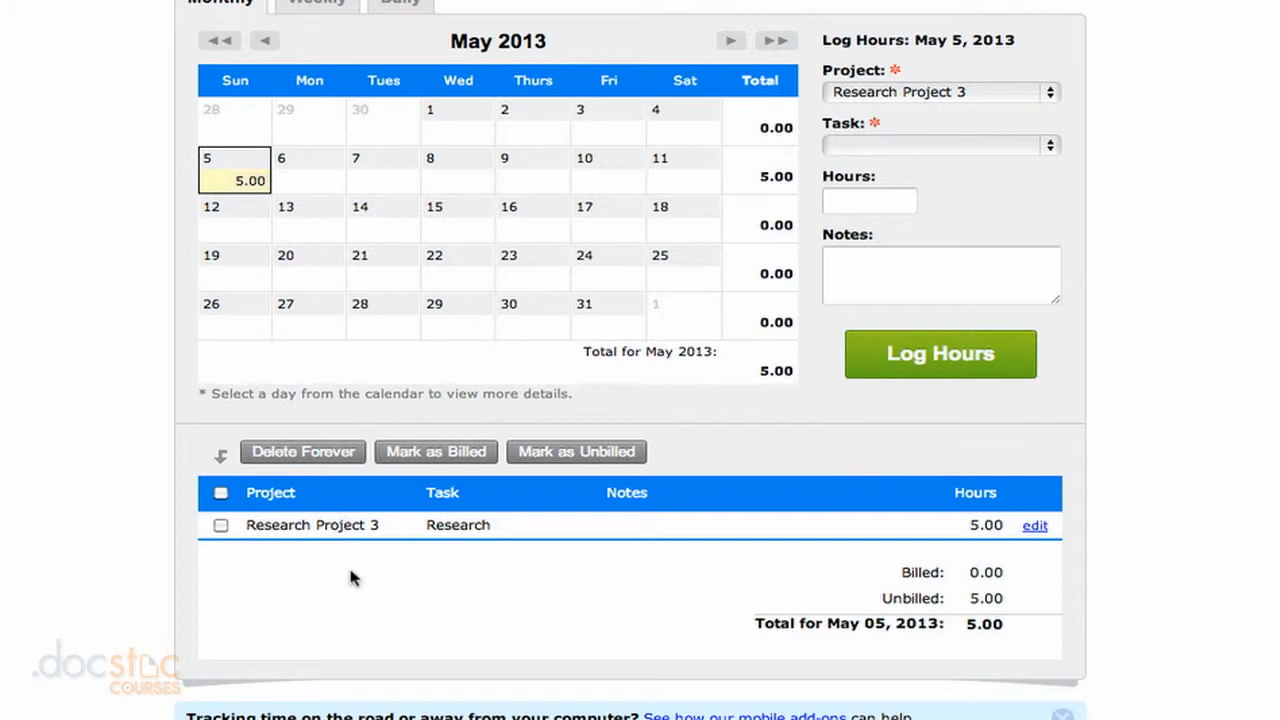 Monthly Weekly Daily
May 2013
Sun Mon Tues Wed Thurs Fri Sat Total
28 29 30 1 2 3 4
0.00
5 6 7 8 9 10 11
5.00 5.00
12 13 14 15 16 17 18
0.00
19 20 21 22 23 24 25
0.00
26 27 28 29 30 31 1
0.00
Total for May 2013:
5.00
* Select a day from the calendar to view more details.
Log Hours: May 5, 2013
Project: *
Research Project 3
Task: *
Hours:
Notes:
Log Hours
Delete Forever Mark as Billed Mark as Unbilled
Project Task Notes Hours
Research Project 3 Research 5.00 edit
Billed: 0.00
Unbilled: 5.00
Total for May 05, 2013: 5.00
.docstoc
COURSES
Tracking time on the road or away from your computer? See how our mobile add-ons can help.